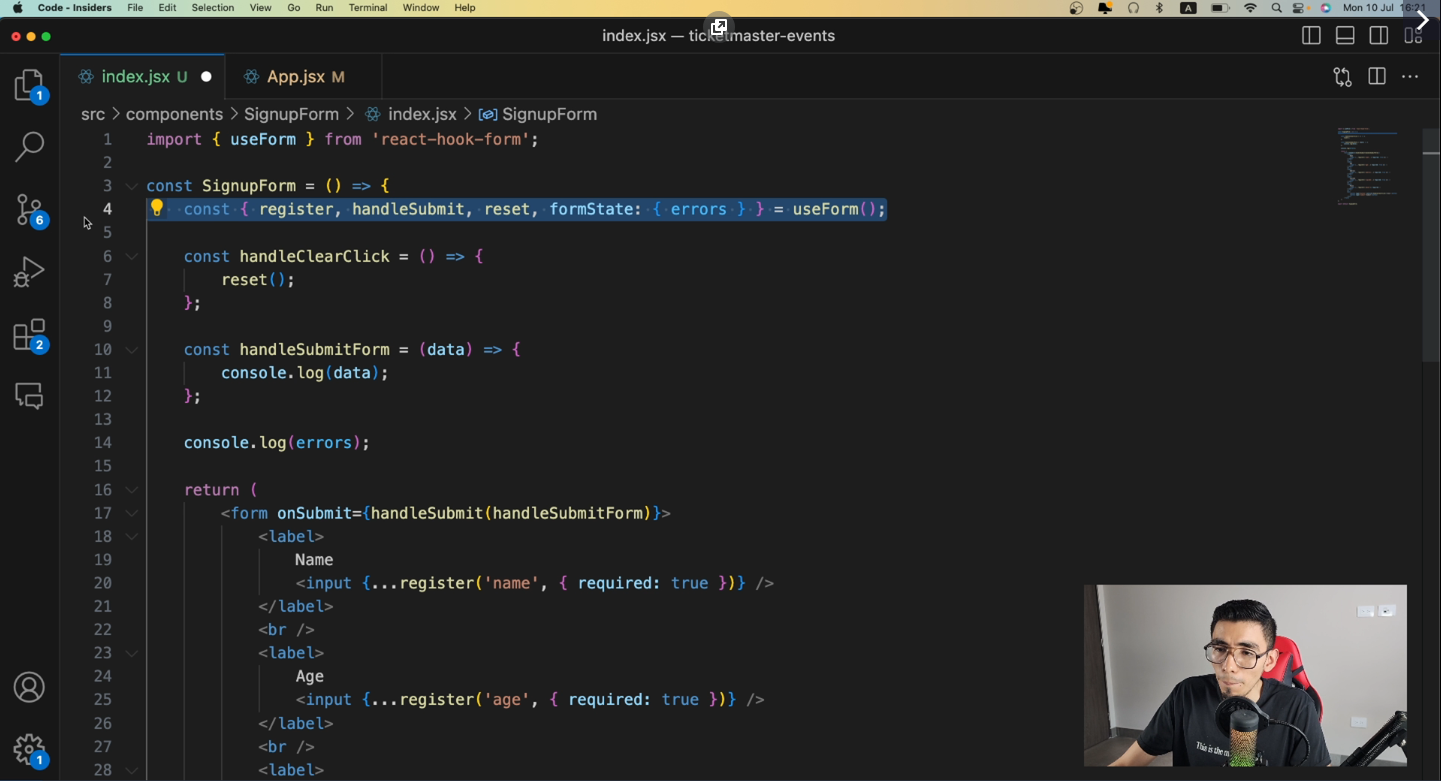 Code - Insiders File Edit Selection View Go Run Terminal Window Help A Mon 10 Jul 16:21
index.jsx — ticketmaster-events
index.jsx U App.jsx M
src > components > SignupForm > index.jsx > SignupForm
1 import { useForm } from 'react-hook-form';
2
3 const SignupForm = () => {
4 const { register, handleSubmit, reset, formState: { errors } } = useForm();
5
6 const handleClearClick = () => {
7 reset();
8 };
9
10 const handleSubmitForm = (data) => {
11 console.log(data);
12 };
13
14 console.log(errors);
15
16 return (
17 <form onSubmit={handleSubmit(handleSubmitForm)}>
18 <label>
19 Name
20 <input {...register('name', { required: true })} />
21 </label>
22 <br />
23 <label>
24 Age
25 <input {...register('age', { required: true })} />
26 </label>
27 <br />
28 <label>
1
6
2
1
This is the